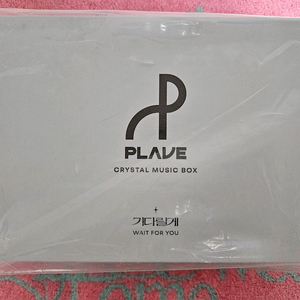 PLAVE
CRYSTAL MUSIC BOX
기다릴게
WAIT FOR YOU